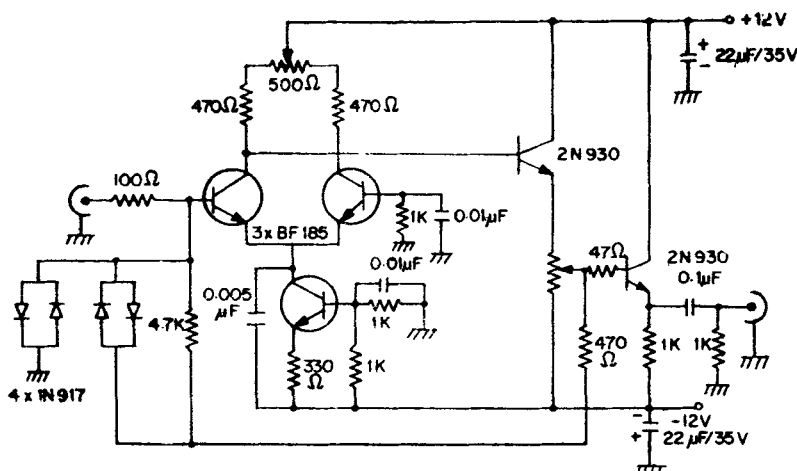 +12V
+
-
22µF/35V
500Ω
470Ω
470Ω
2N930
100Ω
3x BF 185
1K
0.01µF
0.01µF
47Ω
2N930
0.1µF
0.005
µF
4.7K
1K
330
Ω
1K
470
Ω
1K
1K
4 x 1N917
-
-12V
+
22µF/35V